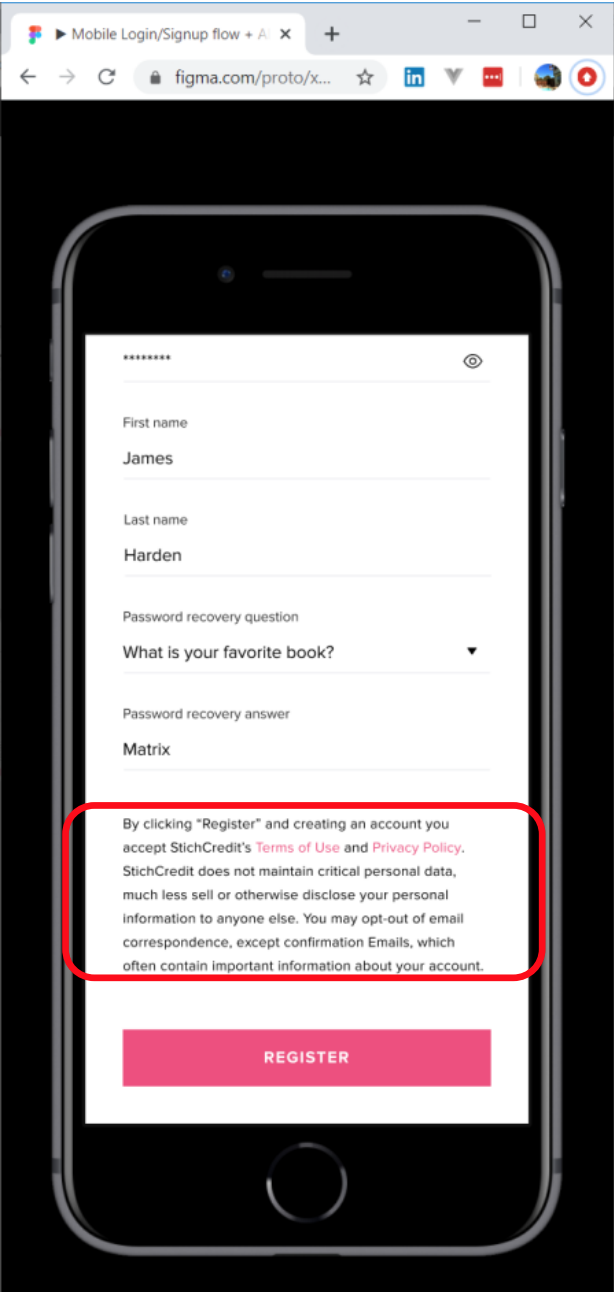 Mobile Login/Signup flow + A
figma.com/proto/x...
in
********
First name
James
Last name
Harden
Password recovery question
What is your favorite book?
Password recovery answer
Matrix
By clicking “Register” and creating an account you
accept StichCredit's Terms of Use and Privacy Policy.
StichCredit does not maintain critical personal data,
much less sell or otherwise disclose your personal
information to anyone else. You may opt-out of email
correspondence, except confirmation Emails, which
often contain important information about your account.
REGISTER